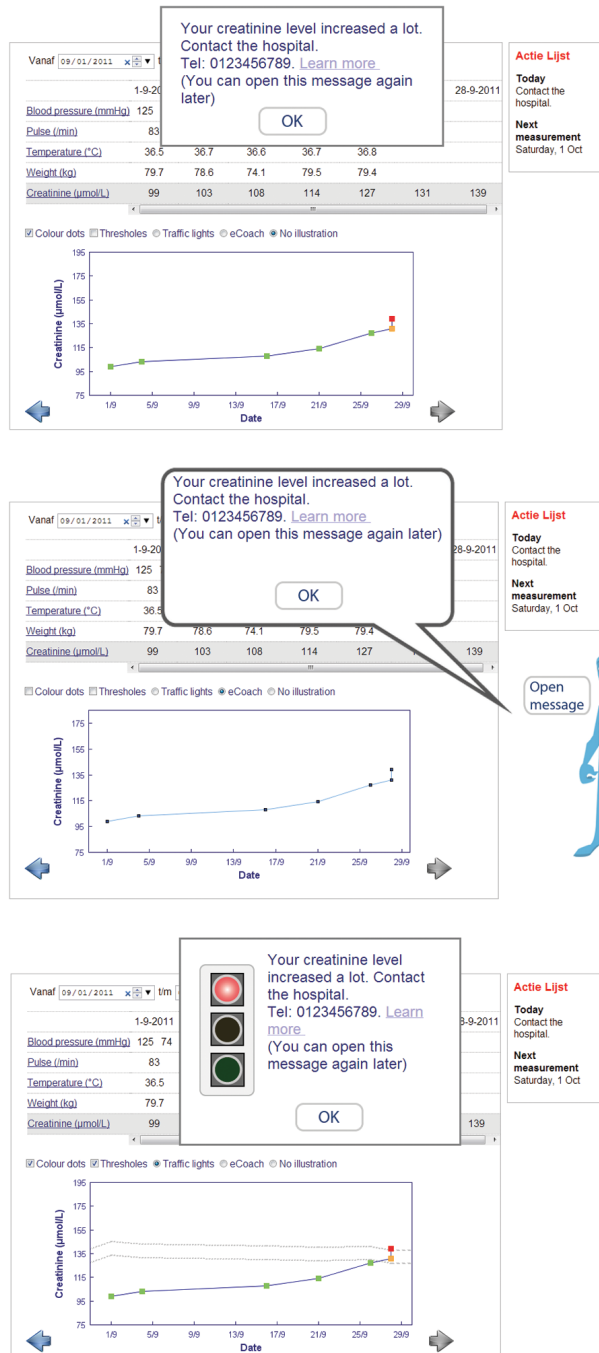 Your creatinine level increased a lot.
Contact the hospital.
Tel: 0123456789. Learn more
(You can open this message again
later)
OK
Vanaf 09/01/2011
1-9-20 28-9-2011
Blood pressure (mmHg) 125
Pulse (/min) 83
Temperature (°C) 36.5 36.7 36.6 36.7 36.8
Weight (kg) 79.7 78.6 74.1 79.5 79.4
Creatinine (µmol/L) 99 103 108 114 127 131 139
Colour dots Thresholes Traffic lights eCoach No illustration
Creatinine (µmol/L)
195
175
155
135
115
95
75
1/9 5/9 9/9 13/9 17/9 21/9 25/9 29/9
Date
Actie Lijst
Today
Contact the
hospital.
Next
measurement
Saturday, 1 Oct
Your creatinine level increased a lot.
Contact the hospital.
Tel: 0123456789. Learn more
(You can open this message again later)
OK
Vanaf 09/01/2011 t/
1-9-20 28-9-2011
Blood pressure (mmHg) 125
Pulse (/min) 83
Temperature (°C) 36.5
Weight (kg) 79.7 78.6 74.1 79.5 79.4
Creatinine (µmol/L) 99 103 108 114 127 139
Colour dots Thresholes Traffic lights eCoach No illustration
Creatinine (µmol/L)
175
155
135
115
95
75
1/9 5/9 9/9 13/9 17/9 21/9 25/9 29/9
Date
Actie Lijst
Today
Contact the
hospital.
Next
measurement
Saturday, 1 Oct
Open
message
Your creatinine level
increased a lot. Contact
the hospital.
Tel: 0123456789. Learn
more
(You can open this
message again later)
OK
Vanaf 09/01/2011 t/m
1-9-2011 8-9-2011
Blood pressure (mmHg) 125 74
Pulse (/min) 83
Temperature (°C) 36.5
Weight (kg) 79.7
Creatinine (µmol/L) 99 139
Colour dots Thresholes Traffic lights eCoach No illustration
Creatinine (µmol/L)
195
175
155
135
115
95
75
1/9 5/9 9/9 13/9 17/9 21/9 25/9 29/9
Date
Actie Lijst
Today
Contact the
hospital.
Next
measurement
Saturday, 1 Oct